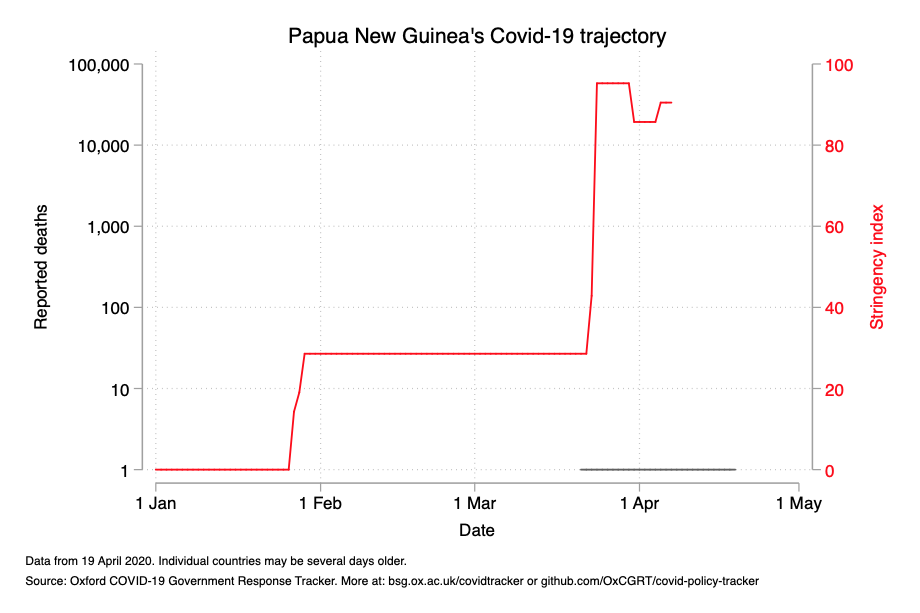 Papua New Guinea's Covid-19 trajectory
100,000
10,000
1,000
100
10
1
Reported deaths
100
80
60
40
20
0
Stringency index
1 Jan 1 Feb 1 Mar 1 Apr 1 May
Date
Data from 19 April 2020. Individual countries may be several days older.
Source: Oxford COVID-19 Government Response Tracker. More at: bsg.ox.ac.uk/covidtracker or github.com/OxCGRT/covid-policy-tracker